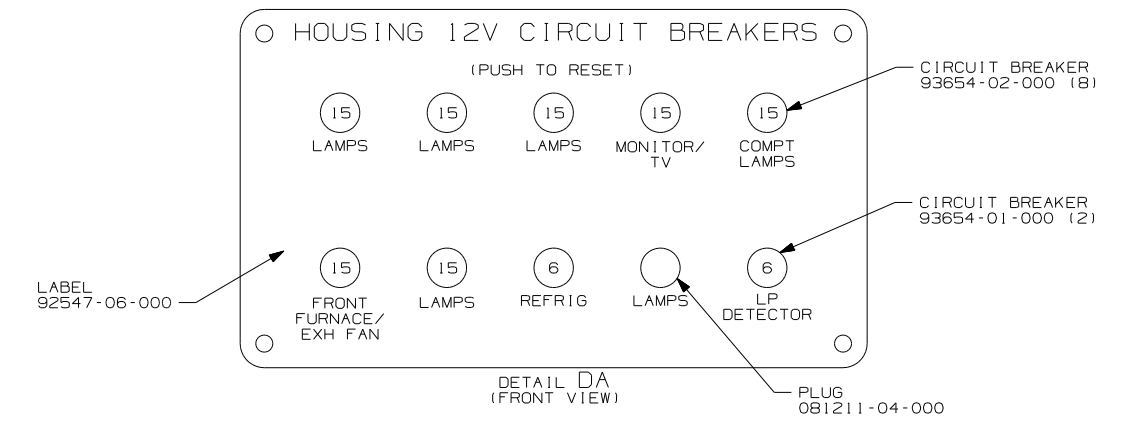 HOUSING 12V CIRCUIT BREAKERS
(PUSH TO RESET)
CIRCUIT BREAKER
93654-02-000 (8)
15 15 15 15 15
LAMPS LAMPS LAMPS MONITOR/
TV COMPT
LAMPS
CIRCUIT BREAKER
93654-01-000 (2)
LABEL
92547-06-000
15 15 6 6
FRONT
FURNACE/
EXH FAN
LAMPS
REFRIG
LAMPS
LP
DETECTOR
DETAIL DA
(FRONT VIEW)
PLUG
081211-04-000